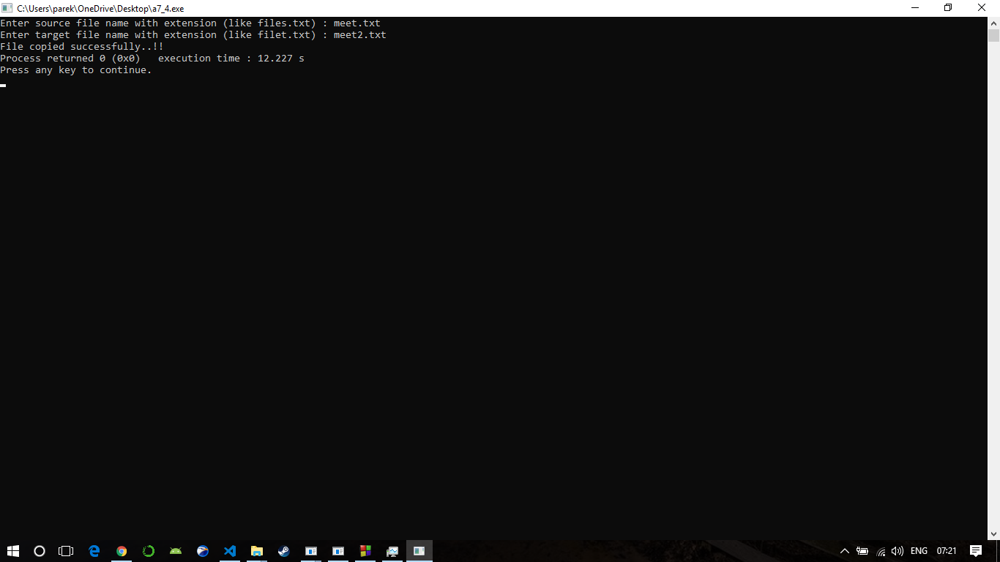 C:\Users\parek\OneDrive\Desktop\a7_4.exe
Enter source file name with extension (like files.txt) : meet.txt
Enter target file name with extension (like filet.txt) : meet2.txt
File copied successfully..!!
Process returned 0 (0x0)   execution time : 12.227 s
Press any key to continue.
ENG 07:21